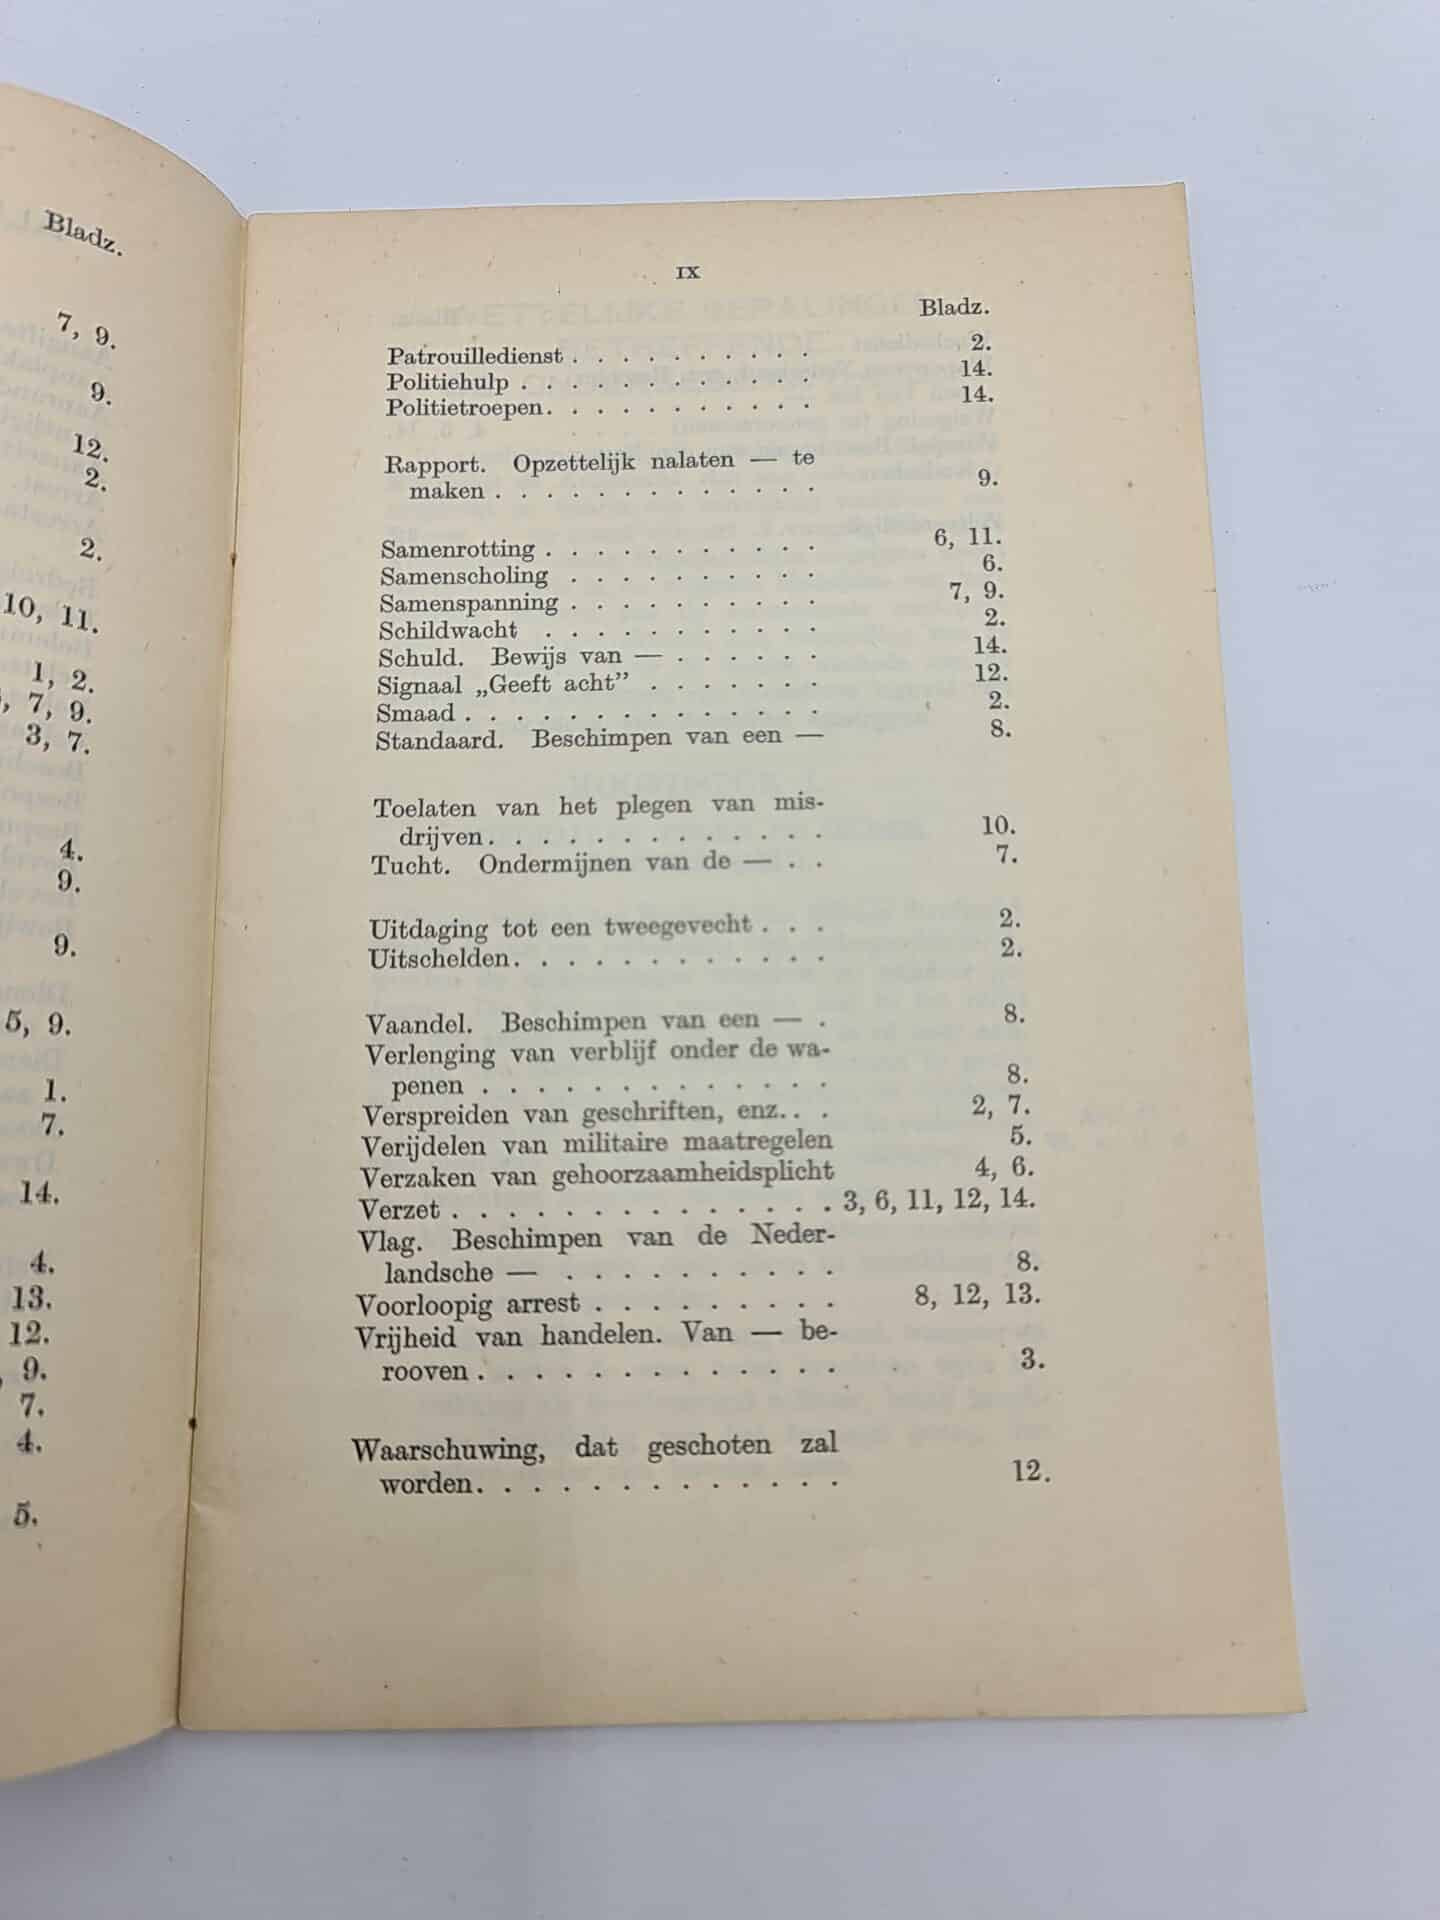 Bladz.
7, 9.
9.
12.
2.
2.
10, 11.
1, 2.
, 7, 9.
3, 7.
4.
9.
9.
5, 9.
1.
7.
14.
4.
13.
12.
, 9.
7.
4.
5.
IX
Bladz.
Patrouilledienst . . . . . . . . . . 2.
Politiehulp . . . . . . . . . . . . 14.
Politietroepen. . . . . . . . . . . 14.
Rapport. Opzettelijk nalaten — te
maken . . . . . . . . . . . . . 9.
Samenrotting . . . . . . . . . . . 6, 11.
Samenscholing . . . . . . . . . . 6.
Samenspanning . . . . . . . . . . 7, 9.
Schildwacht . . . . . . . . . . . 2.
Schuld. Bewijs van — . . . . . . 14.
Signaal „Geeft acht” . . . . . . . 12.
Smaad . . . . . . . . . . . . . . 2.
Standaard. Beschimpen van een — 8.
Toelaten van het plegen van mis-
drijven. . . . . . . . . . . . . 10.
Tucht. Ondermijnen van de — . . 7.
Uitdaging tot een tweegevecht . . . 2.
Uitschelden. . . . . . . . . . . . 2.
Vaandel. Beschimpen van een — . 8.
Verlenging van verblijf onder de wa-
penen . . . . . . . . . . . . . 8.
Verspreiden van geschriften, enz.. . 2, 7.
Verijdelen van militaire maatregelen 5.
Verzaken van gehoorzaamheidsplicht 4, 6.
Verzet . . . . . . . . . . . . . . 3, 6, 11, 12, 14.
Vlag. Beschimpen van de Neder-
landsche — . . . . . . . . . . 8.
Voorloopig arrest . . . . . . . . . 8, 12, 13.
Vrijheid van handelen. Van — be-
rooven . . . . . . . . . . . . . 3.
Waarschuwing, dat geschoten zal
worden. . . . . . . . . . . . . 12.